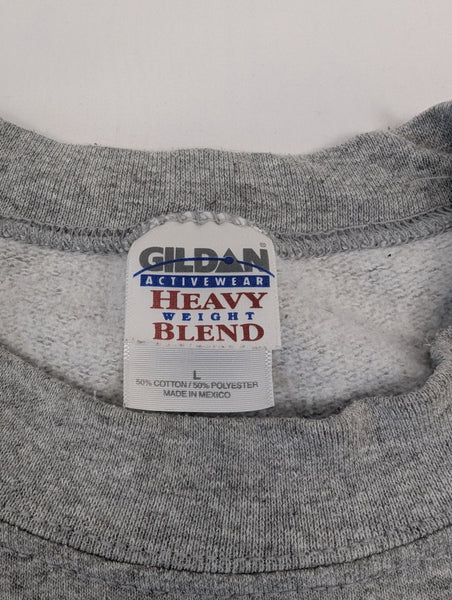 GILDAN
ACTIVEWEAR
HEAVY
WEIGHT
BLEND
L
50% COTTON / 50% POLYESTER
MADE IN MEXICO